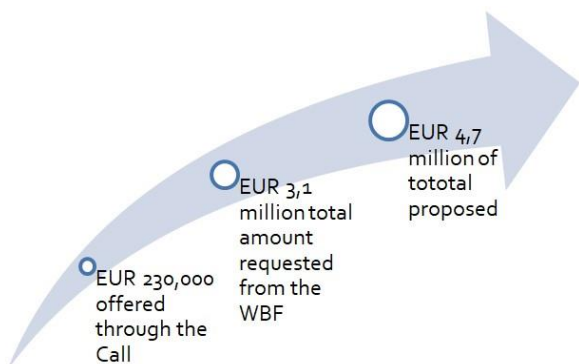 EUR 230,000
offered
through the
Call
EUR 3,1
million total
amount
requested
from the
WBF
EUR 4,7
million of
tototal
proposed